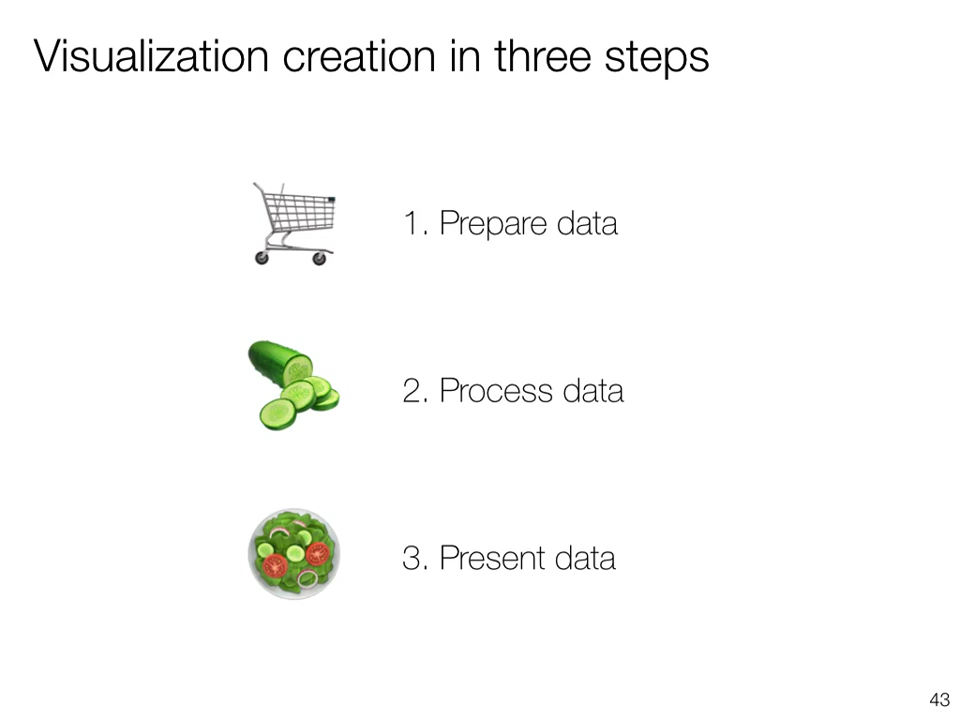 Visualization creation in three steps
1. Prepare data
2. Process data
3. Present data
43